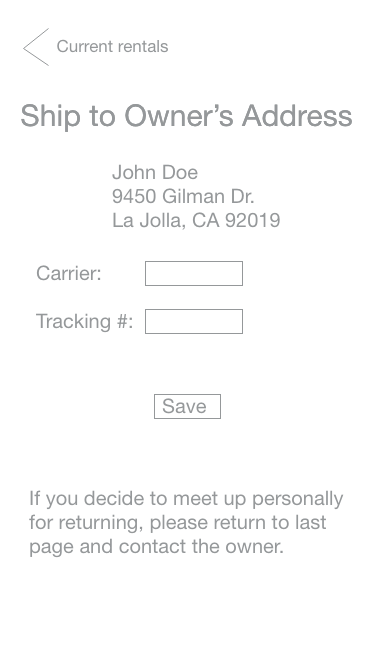 Current rentals
Ship to Owner’s Address
John Doe
9450 Gilman Dr.
La Jolla, CA 92019
Carrier:
Tracking #:
Save
If you decide to meet up personally
for returning, please return to last
page and contact the owner.